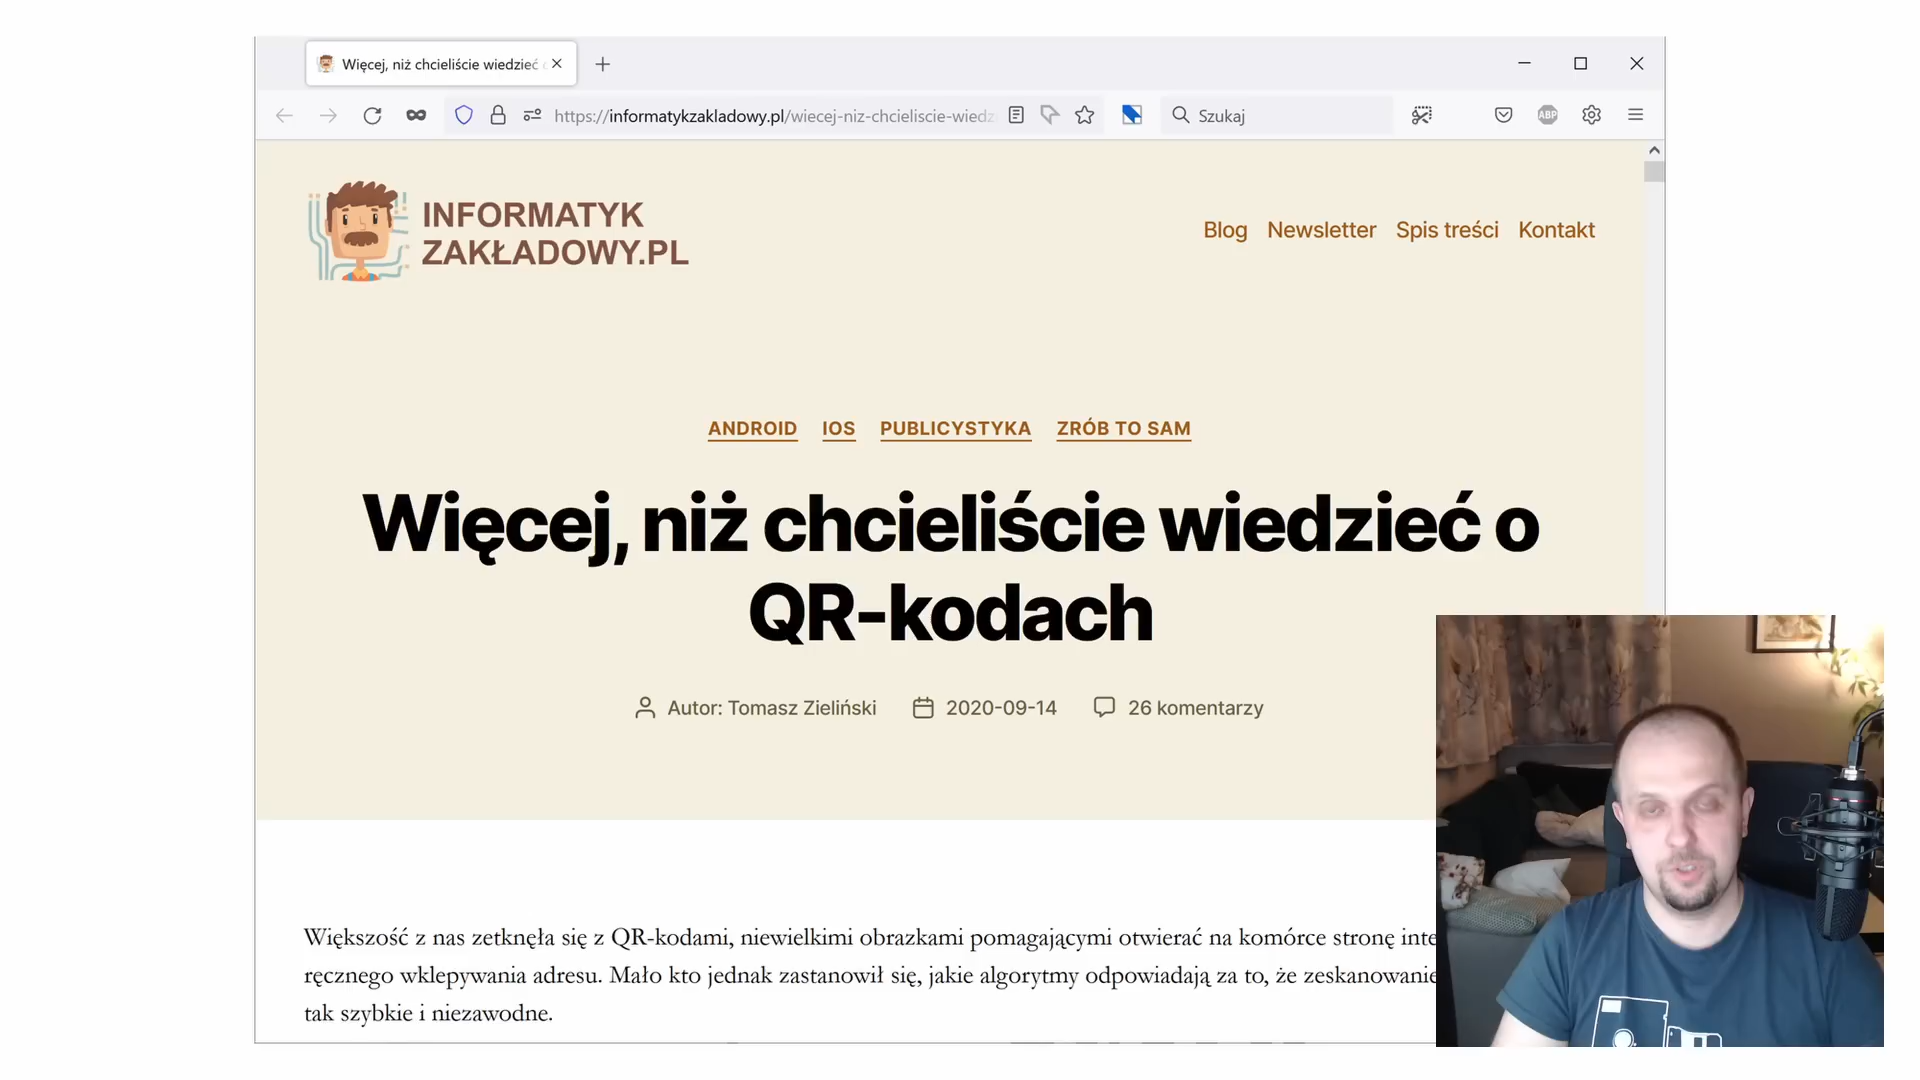 Więcej, niż chcieliście wiedzieć
https://informatykzakladowy.pl/wiecej-niz-chcieliscie-wiedz
Szukaj
ABP
INFORMATYK
ZAKŁADOWY.PL
Blog Newsletter Spis treści Kontakt
ANDROID IOS PUBLICYSTYKA ZRÓB TO SAM
Więcej, niż chcieliście wiedzieć o
QR-kodach
Autor: Tomasz Zieliński 2020-09-14 26 komentarzy
Większość z nas zetknęła się z QR-kodami, niewielkimi obrazkami pomagającymi otwierać na komórce stronę inte
ręcznego wklepywania adresu. Mało kto jednak zastanowił się, jakie algorytmy odpowiadają za to, że zeskanowanie
tak szybkie i niezawodne.